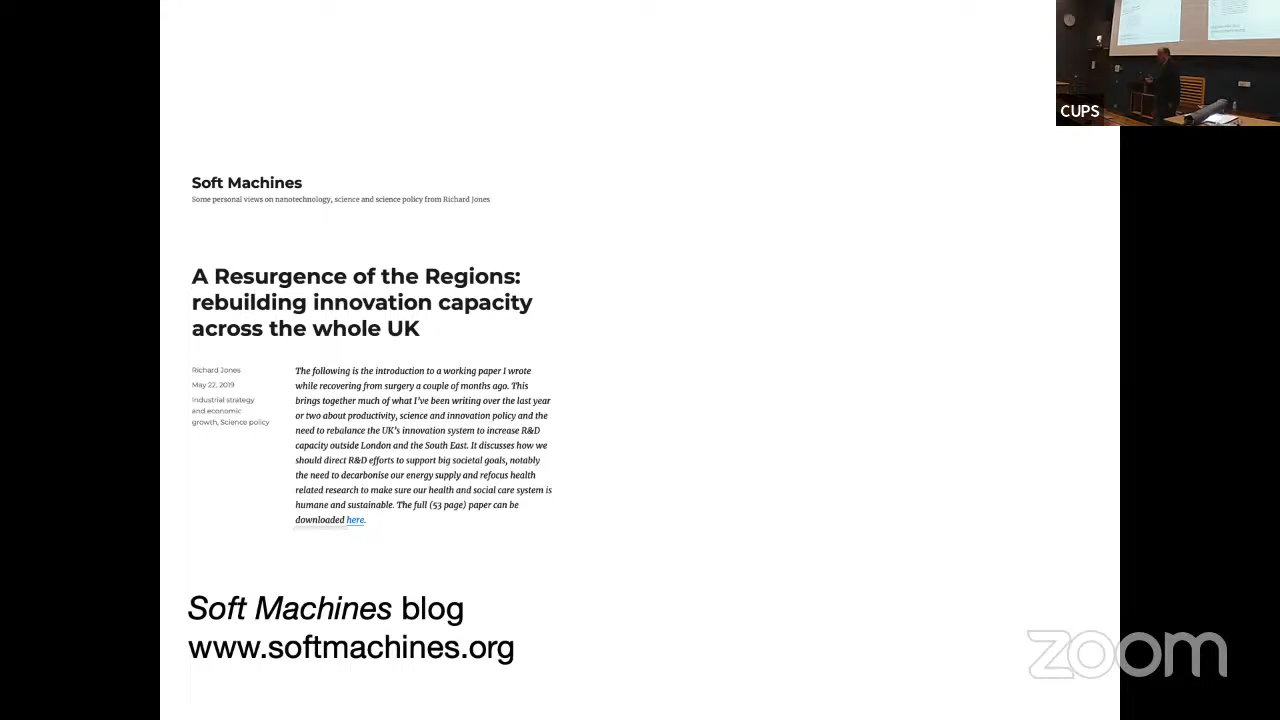 CUPS
Soft Machines
Some personal views on nanotechnology, science and science policy from Richard Jones
A Resurgence of the Regions:
rebuilding innovation capacity
across the whole UK
Richard Jones
May 22, 2019
Industrial strategy
and economic
growth, Science policy
The following is the introduction to a working paper I wrote
while recovering from surgery a couple of months ago. This
brings together much of what I've been writing over the last year
or two about productivity, science and innovation policy and the
need to rebalance the UK's innovation system to increase R&D
capacity outside London and the South East. It discusses how we
should direct R&D efforts to support big societal goals, notably
the need to decarbonise our energy supply and refocus health
related research to make sure our health and social care system is
humane and sustainable. The full (53 page) paper can be
downloaded here.
Soft Machines blog
www.softmachines.org
zoom